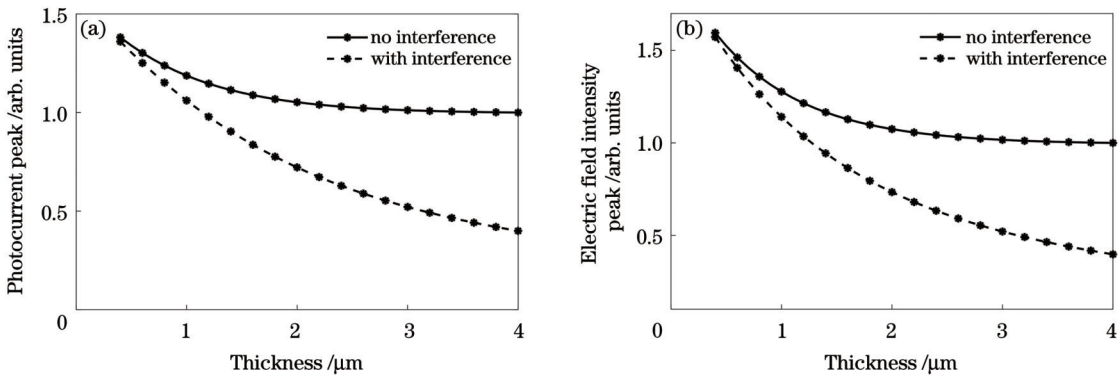 (a)
no interference
with interference
Photocurrent peak /arb. units
1.5
1.0
0.5
0
1
2
3
4
Thickness /μm
(b)
no interference
with interference
Electric field intensity
peak /arb. units
1.5
1.0
0.5
0
1
2
3
4
Thickness /μm